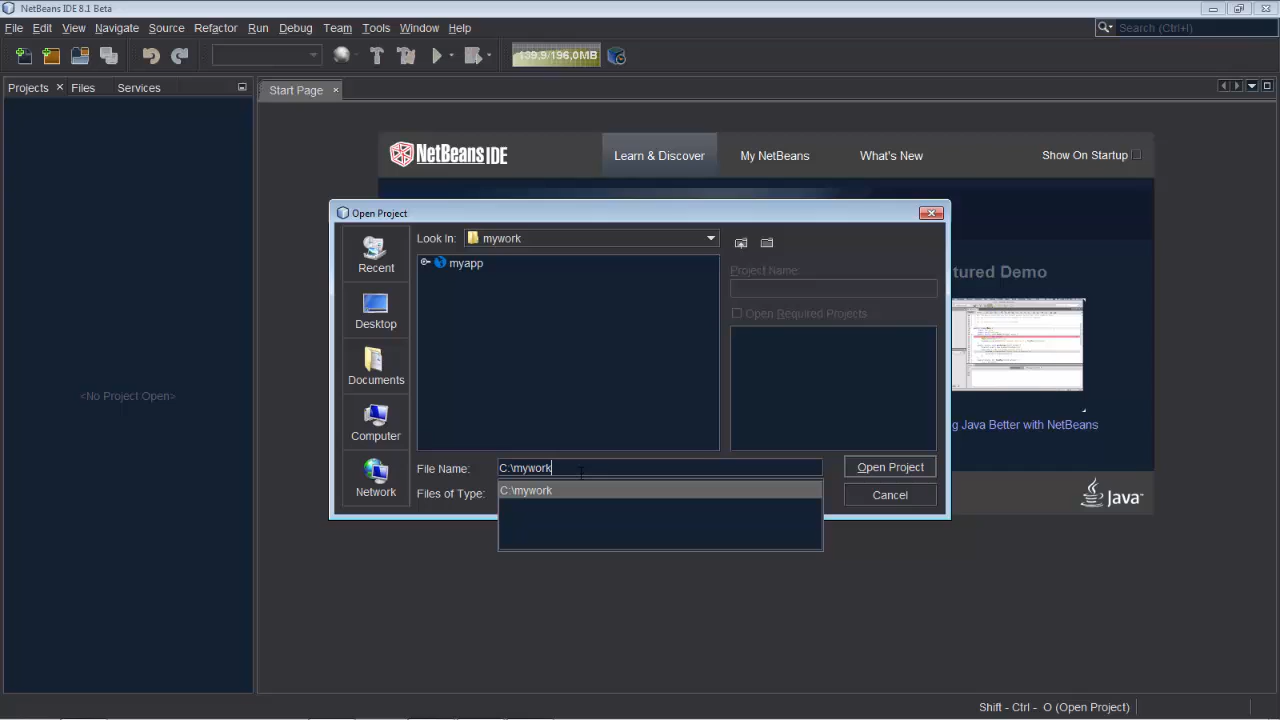 NetBeans IDE 8.1 Beta
File Edit View Navigate Source Refactor Run Debug Team Tools Window Help
Search (Ctrl+I)
139.9/196.0MB
Projects Files Services
Start Page
NetBeans IDE
Learn & Discover My NetBeans What's New Show On Startup
Open Project
Look In: mywork
Recent
Desktop
Documents
Computer
Network
myapp
Project Name:
Open Required Projects
File Name: C:\mywork
Open Project
Files of Type:
C:\mywork
Cancel
tured Demo
g Java Better with NetBeans
Java
<No Project Open>
Shift - Ctrl - O (Open Project)